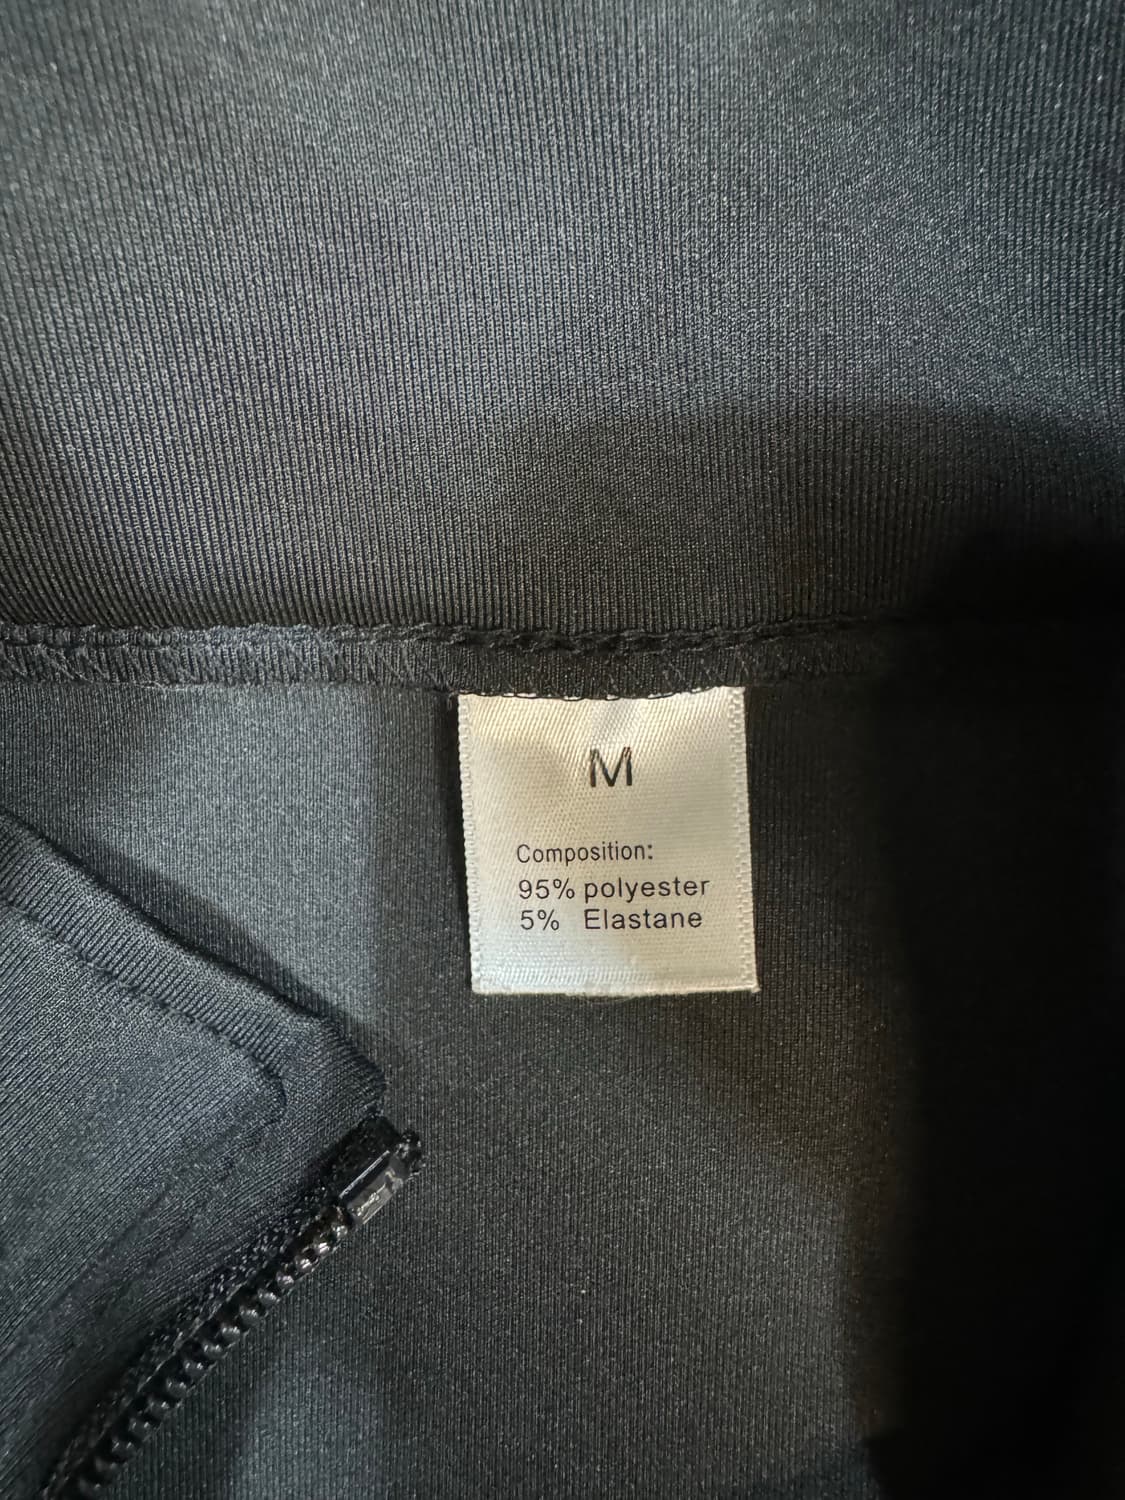 M
Composition:
95% polyester
5% Elastane